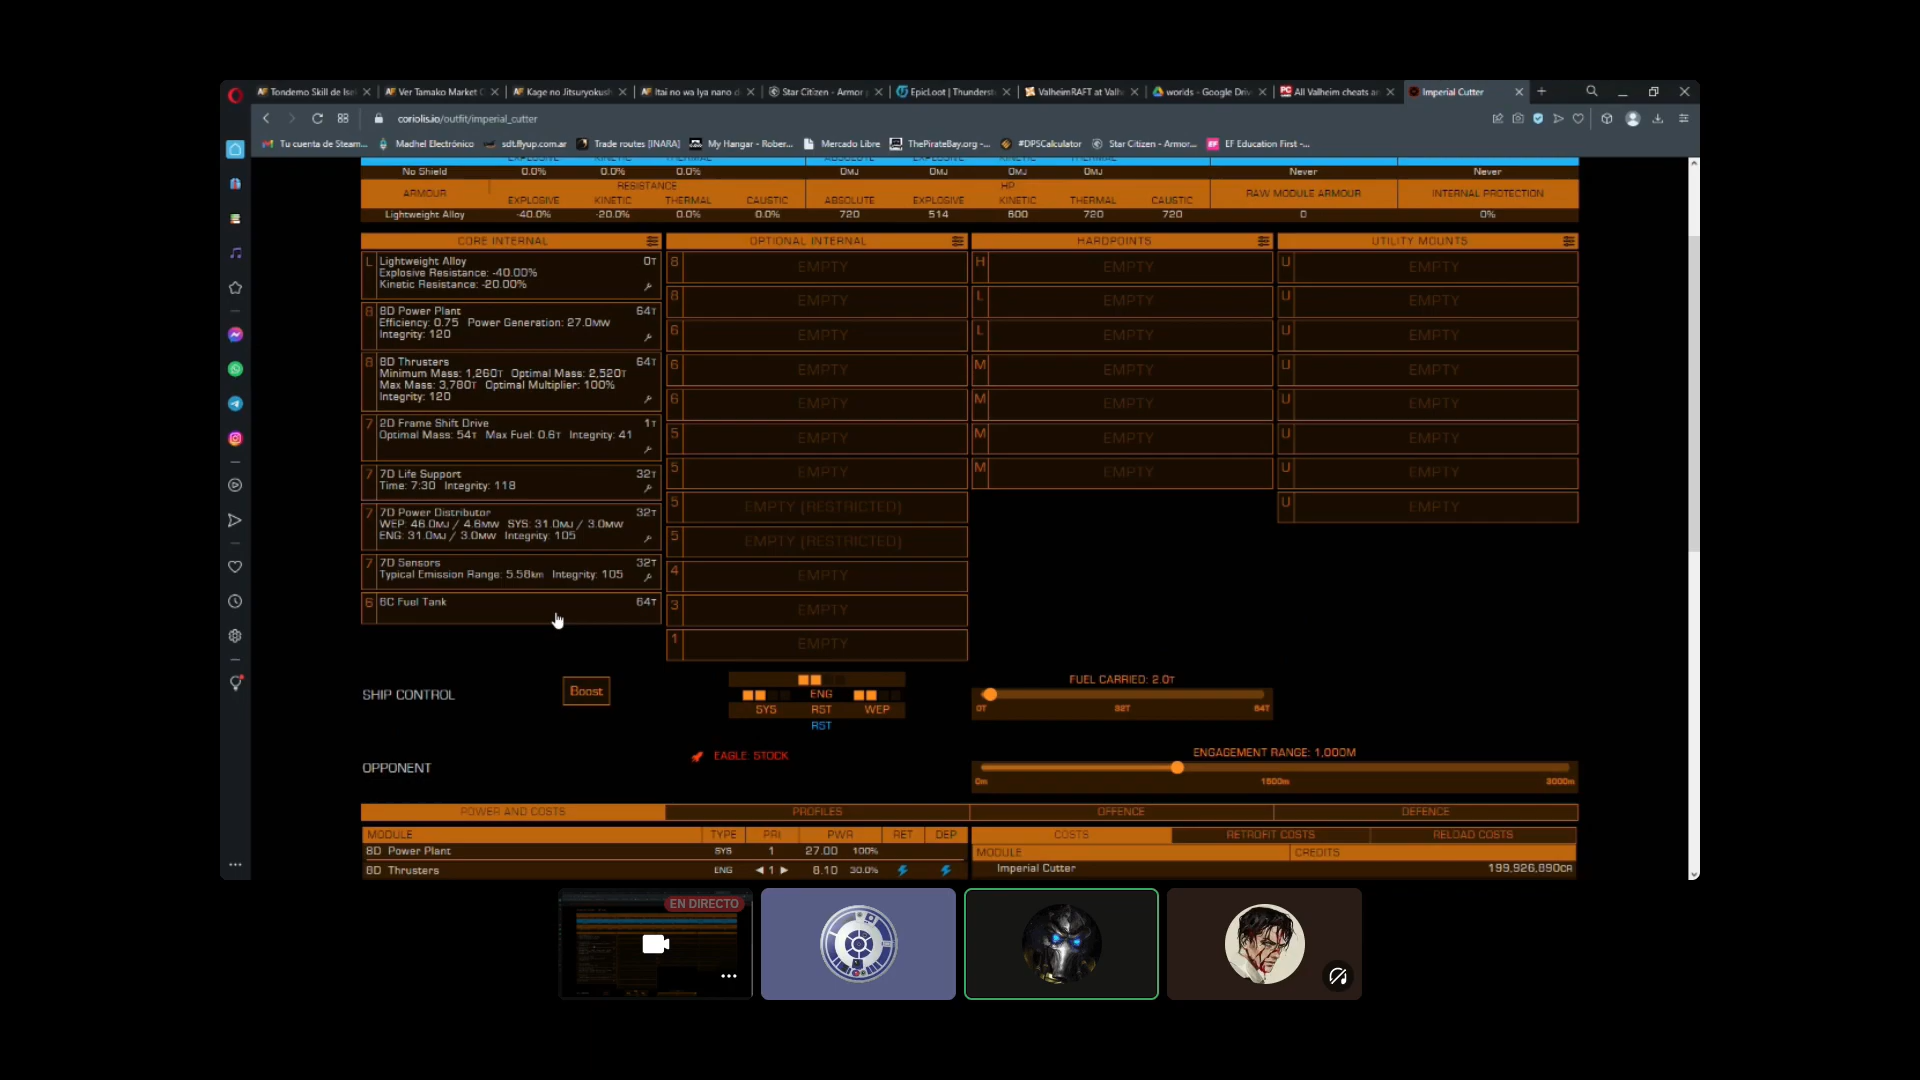 Tondemo Skill de Ise
Ver Tamako Market C
Kage no Jitsuryokush
Itai no wa Iya nano d
Star Citizen - Armor
EpicLoot | Thunderst
ValheimRAFT at Valh
worlds - Google Driv
All Valheim cheats an
Imperial Cutter
coriolis.io/outfit/imperial_cutter
Tu cuenta de Steam...
Madhel Electrónico
sdt.flyup.com.ar
Trade routes [INARA]
My Hangar - Rober...
Mercado Libre
ThePirateBay.org -...
#DPSCalculator
Star Citizen - Armor...
EF Education First -...
EXPLOSIVE KINETIC THERMAL ABSOLUTE EXPLOSIVE KINETIC THERMAL
No Shield 0.0% 0.0% 0.0% 0MJ 0MJ 0MJ 0MJ Never Never
ARMOUR RESISTANCE HP RAW MODULE ARMOUR INTERNAL PROTECTION
EXPLOSIVE KINETIC THERMAL CAUSTIC ABSOLUTE EXPLOSIVE KINETIC THERMAL CAUSTIC
Lightweight Alloy -40.0% -20.0% 0.0% 0.0% 720 514 600 720 720 0 0%
CORE INTERNAL
L Lightweight Alloy 0T
Explosive Resistance: -40.00%
Kinetic Resistance: -20.00%
8 8D Power Plant 64T
Efficiency: 0.75 Power Generation: 27.0MW
Integrity: 120
8 8D Thrusters 64T
Minimum Mass: 1,260T Optimal Mass: 2,520T
Max Mass: 3,780T Optimal Multiplier: 100%
Integrity: 120
7 2D Frame Shift Drive 1T
Optimal Mass: 54T Max Fuel: 0.6T Integrity: 41
7 7D Life Support 32T
Time: 7:30 Integrity: 118
7 7D Power Distributor 32T
WEP: 46.0MJ / 4.6MW SYS: 31.0MJ / 3.0MW
ENG: 31.0MJ / 3.0MW Integrity: 105
7 7D Sensors 32T
Typical Emission Range: 5.58km Integrity: 105
6 6C Fuel Tank 64T
OPTIONAL INTERNAL
8 EMPTY
8 EMPTY
6 EMPTY
6 EMPTY
6 EMPTY
5 EMPTY
5 EMPTY
5 EMPTY (RESTRICTED)
5 EMPTY (RESTRICTED)
4 EMPTY
3 EMPTY
1 EMPTY
HARDPOINTS
H EMPTY
L EMPTY
L EMPTY
M EMPTY
M EMPTY
M EMPTY
M EMPTY
UTILITY MOUNTS
U EMPTY
U EMPTY
U EMPTY
U EMPTY
U EMPTY
U EMPTY
U EMPTY
U EMPTY
SHIP CONTROL
Boost
ENG
SYS RST WEP
RST
FUEL CARRIED: 2.0T
0T 32T 64T
OPPONENT
EAGLE: STOCK
ENGAGEMENT RANGE: 1,000M
0m 1500m 3000m
POWER AND COSTS PROFILES OFFENCE DEFENCE
MODULE TYPE PRI PWR RET DEP
8D Power Plant SYS 1 27.00 100%
8D Thrusters ENG 1 8.10 30.0%
COSTS RETROFIT COSTS RELOAD COSTS
MODULE CREDITS
Imperial Cutter 199,926,890CR
EN DIRECTO